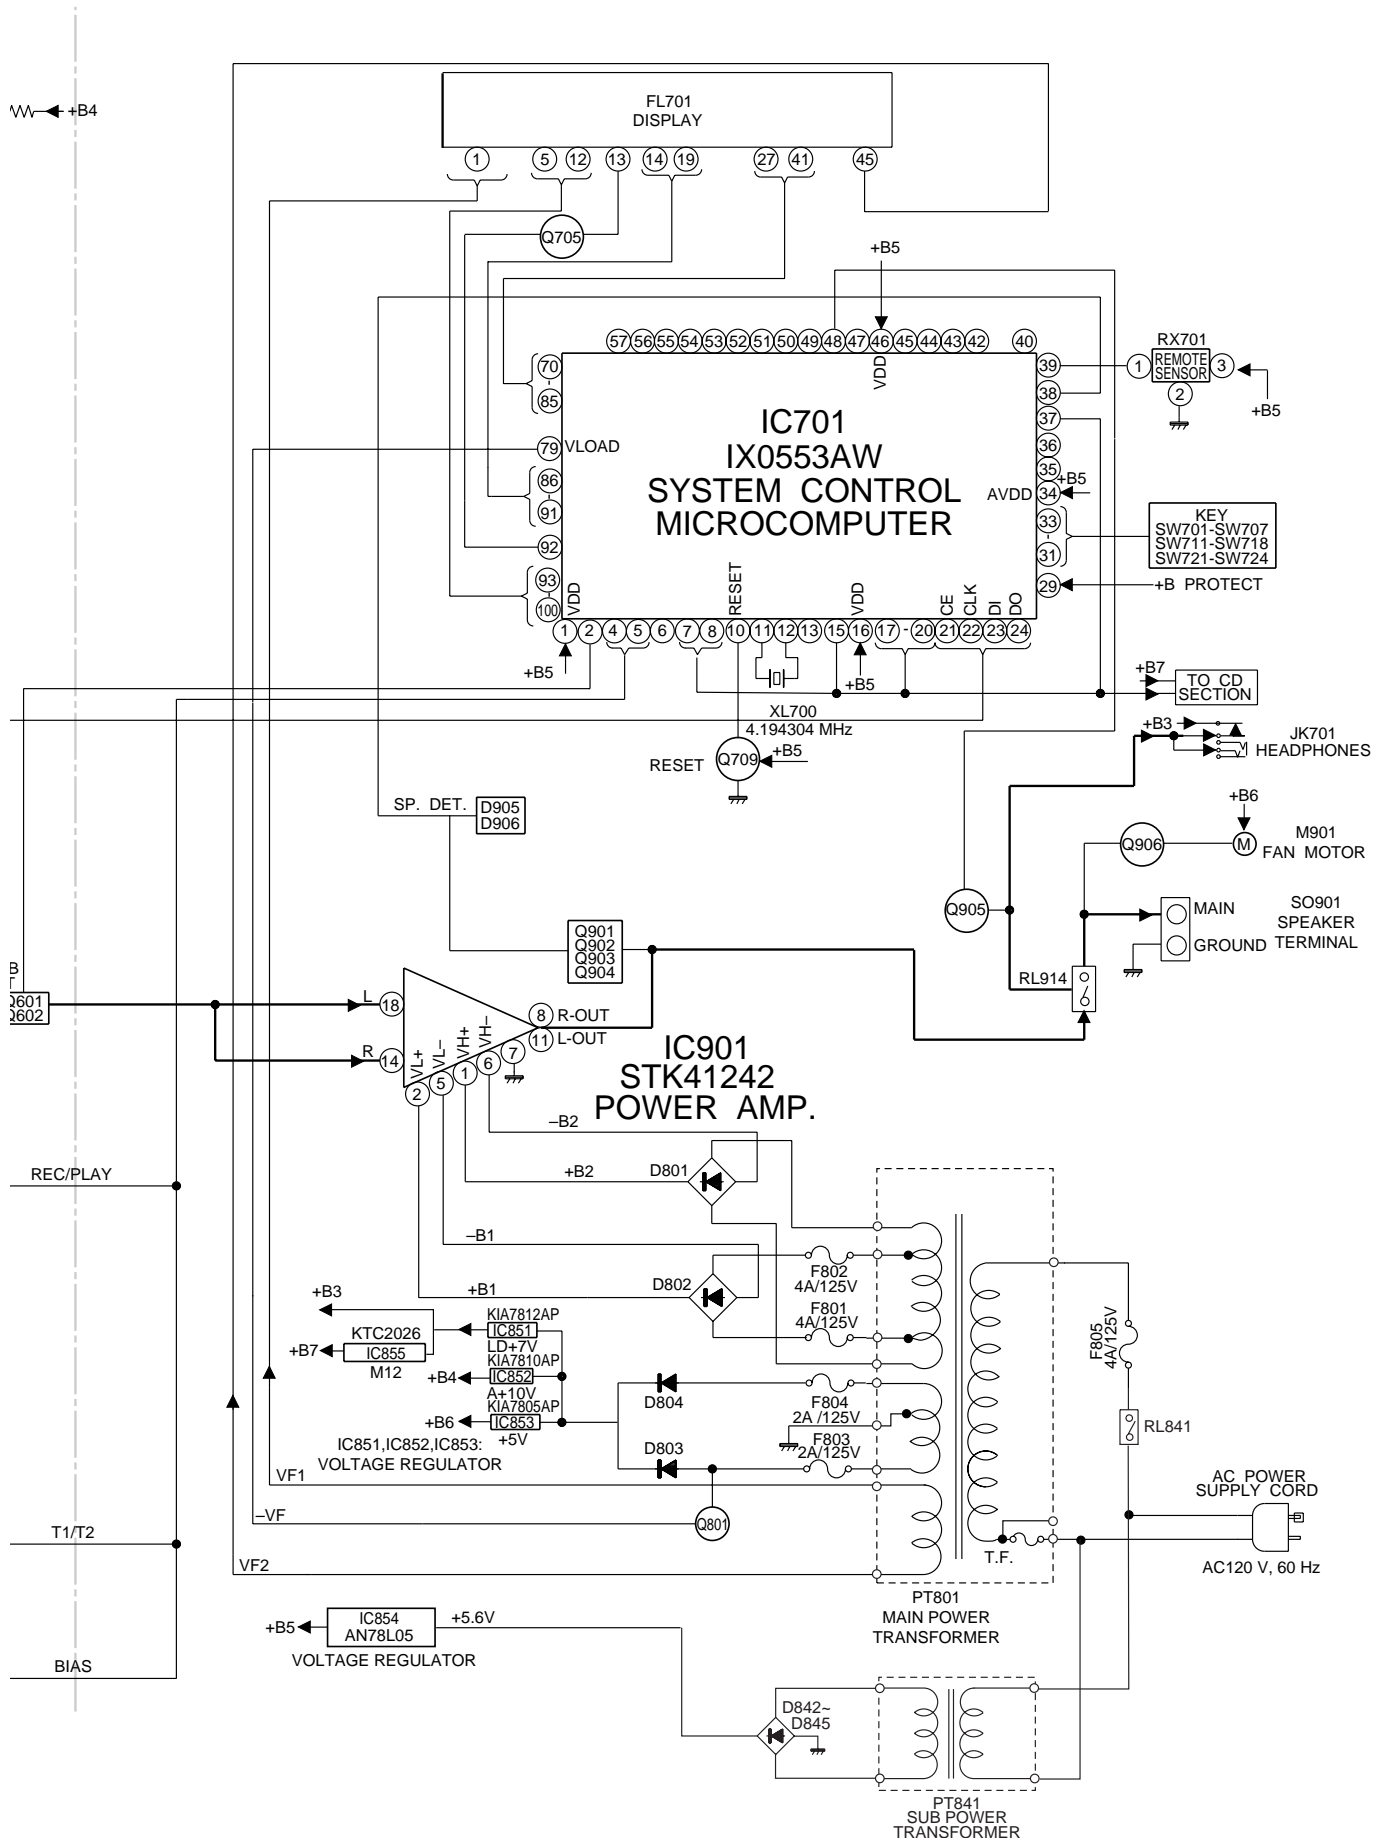 +B4
FL701
DISPLAY
1 5 12 13 14 19 27 41 45
Q705
+B5
57 56 55 54 53 52 51 50 49 48 47 46 45 44 43 42 40
VDD
RX701
REMOTE
SENSOR
1 3
2
+B5
70
-
85
79 VLOAD
86
-
91
92
93
-
100
39
38
37
36
35
AVDD 34 +B5
33
-
31
29 +B PROTECT
IC701
IX0553AW
SYSTEM CONTROL
MICROCOMPUTER
KEY
SW701-SW707
SW711-SW718
SW721-SW724
VDD RESET VDD CE CLK DI DO
1 2 4 5 6 7 8 10 11 12 13 15 16 17 - 20 21 22 23 24
+B5
+B5
+B7
TO CD
SECTION
XL700
4.194304 MHz
RESET Q709 +B5
+B3
JK701
HEADPHONES
SP. DET.
D905
D906
+B6
Q906 M
M901
FAN MOTOR
Q905
MAIN
GROUND
SO901
SPEAKER
TERMINAL
Q901
Q902
Q903
Q904
RL914
B
Q601
Q602
L 18
R 14
8 R-OUT
11 L-OUT
VL+ VL– VH+ VH–
2 5 1 6 7
IC901
STK41242
POWER AMP.
–B2
+B2
D801
REC/PLAY
–B1
+B1
D802
F802
4A/125V
F801
4A/125V
F805
4A/125V
+B3
KIA7812AP
IC851
LD+7V
KTC2026
+B7 IC855
M12
KIA7810AP
+B4 IC852
A+10V
KIA7805AP
+B6 IC853
+5V
IC851,IC852,IC853:
VOLTAGE REGULATOR
D804
F804
2A /125V
D803
F803
2A/125V
RL841
VF1
–VF
Q801
AC POWER
SUPPLY CORD
AC120 V, 60 Hz
T1/T2
T.F.
VF2
PT801
MAIN POWER
TRANSFORMER
+B5
IC854
AN78L05
+5.6V
VOLTAGE REGULATOR
BIAS
D842~
D845
PT841
SUB POWER
TRANSFORMER